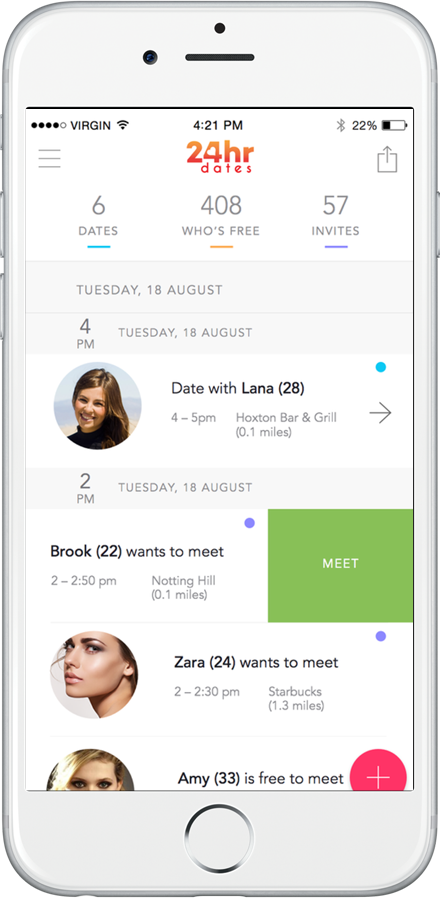 VIRGIN 4:21 PM 22%
24hr
dates
6 408 57
DATES WHO'S FREE INVITES
TUESDAY, 18 AUGUST
4 TUESDAY, 18 AUGUST
PM
Date with Lana (28)
4 – 5pm Hoxton Bar & Grill
(0.1 miles)
2 TUESDAY, 18 AUGUST
PM
Brook (22) wants to meet
MEET
2 – 2:50 pm Notting Hill
(0.1 miles)
Zara (24) wants to meet
2 – 2:30 pm Starbucks
(1.3 miles)
Amy (33) is free to meet